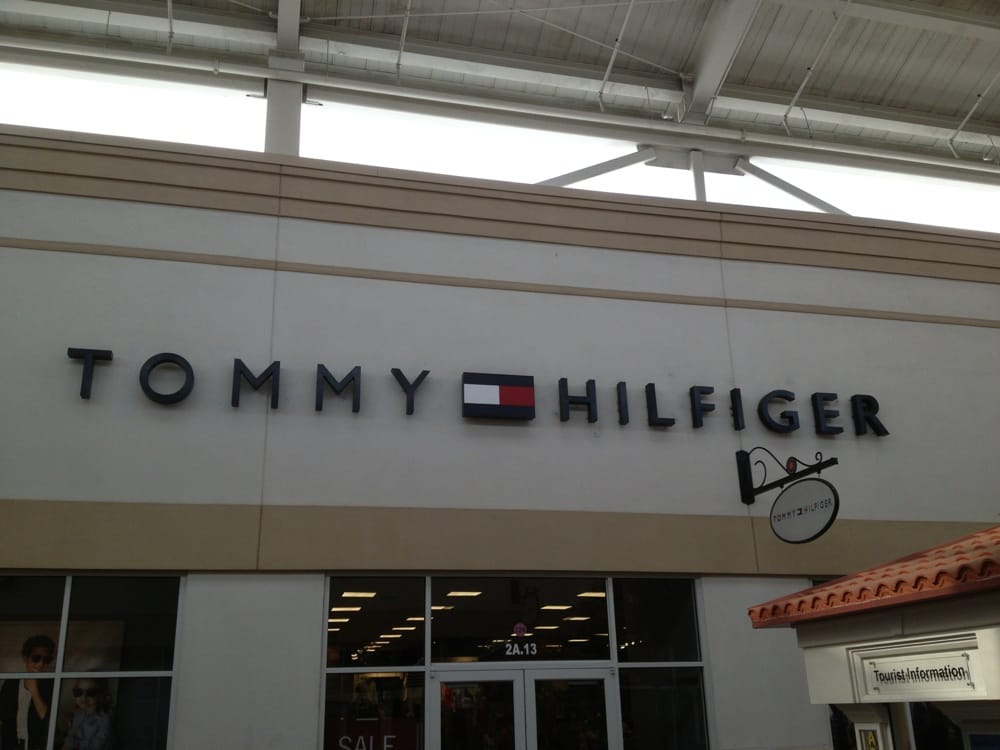 TOMMY HILFIGER
TOMMY HILFIGER
2A.13
SALE
Tourist Information
A